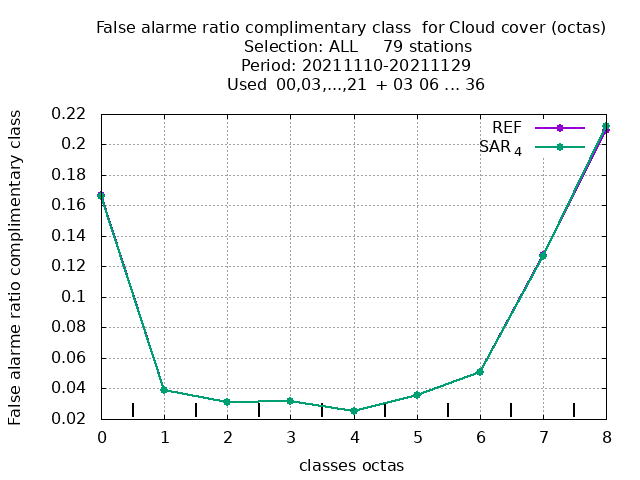 False alarme ratio complimentary class  for Cloud cover (octas)
Selection: ALL     79 stations
Period: 20211110-20211129
Used  00,03,...,21  + 03 06 ... 36
False alarme ratio complimentary class
0.22
0.2
0.18
0.16
0.14
0.12
0.1
0.08
0.06
0.04
0.02
REF
SAR 4
0 1 2 3 4 5 6 7 8
classes octas